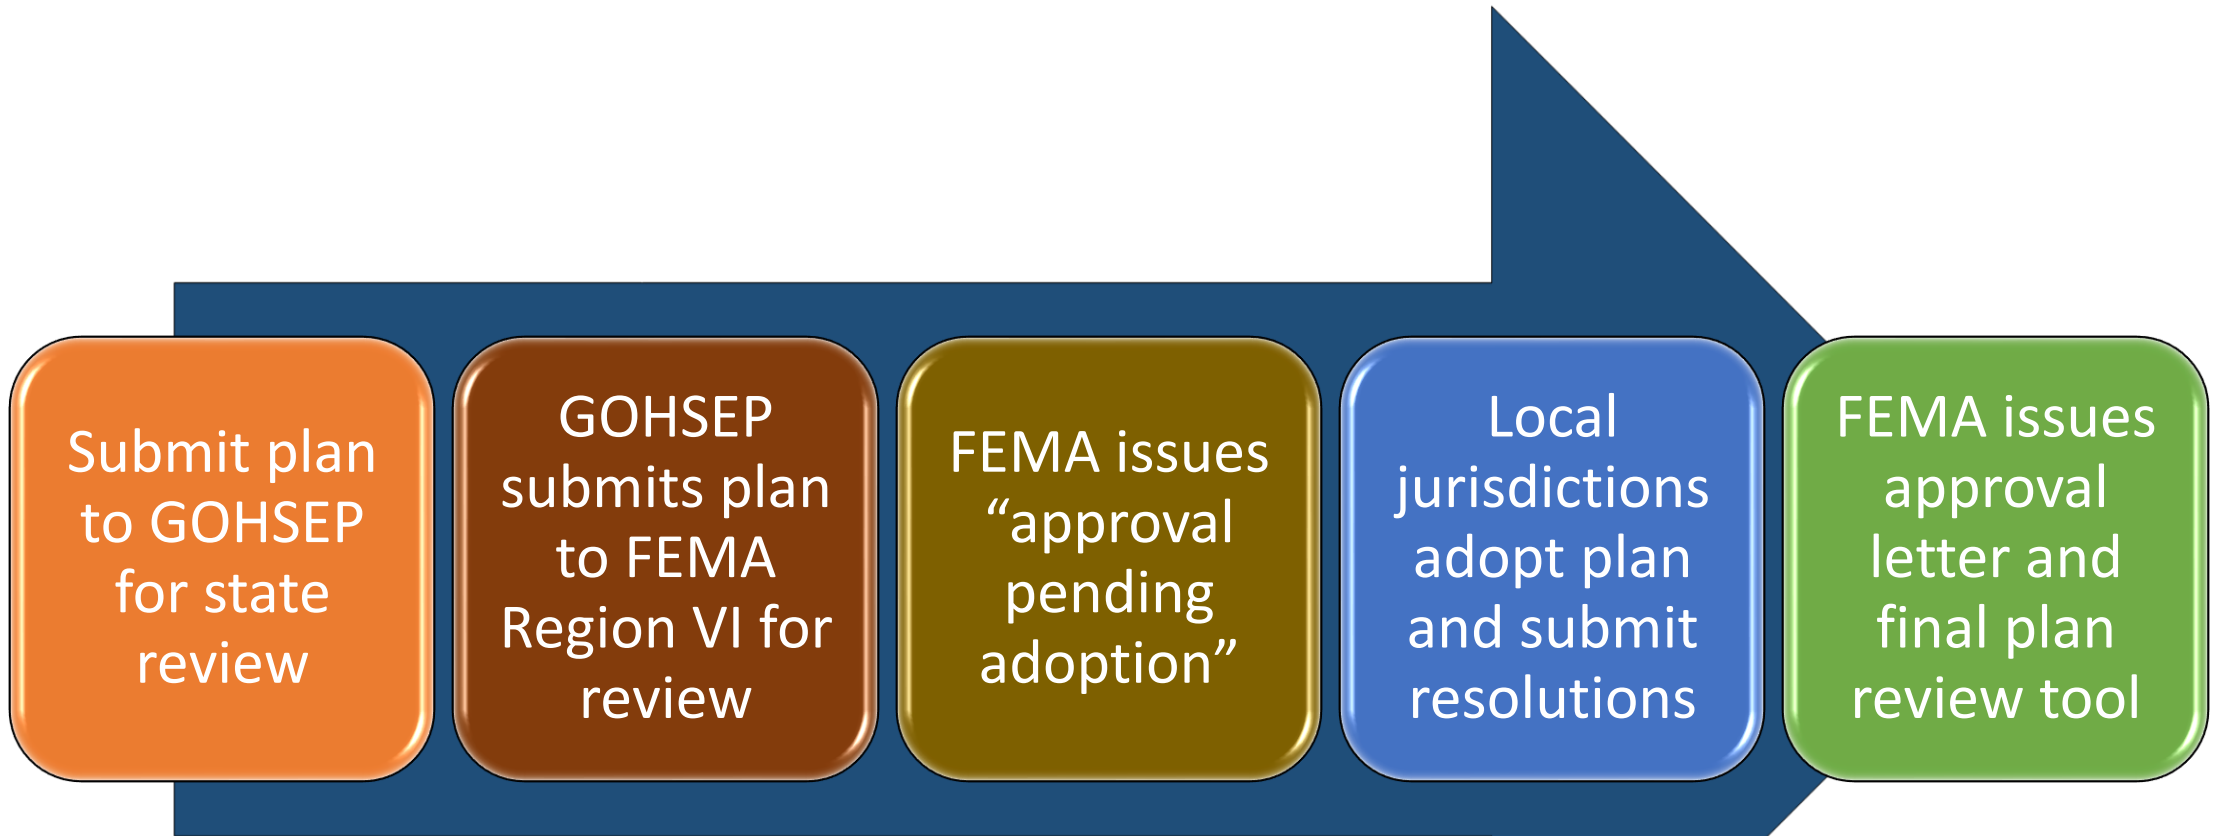 Submit plan
to GOHSEP
for state
review
GOHSEP
submits plan
to FEMA
Region VI for
review
FEMA issues
“approval
pending
adoption”
Local
jurisdictions
adopt plan
and submit
resolutions
FEMA issues
approval
letter and
final plan
review tool